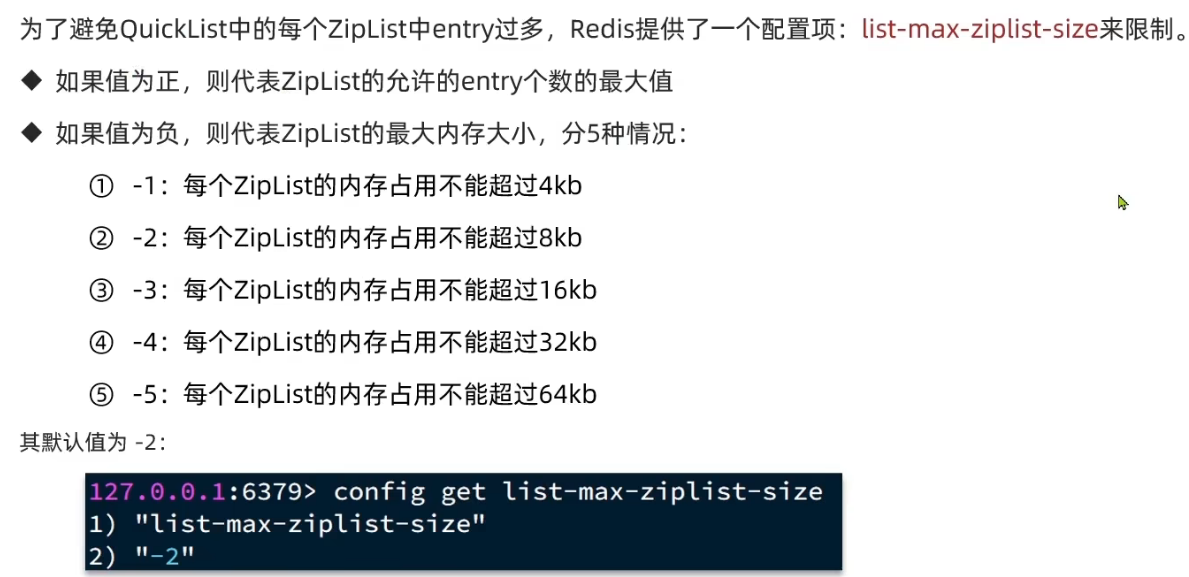 为了避免QuickList中的每个ZipList中entry过多，Redis提供了一个配置项：list-max-ziplist-size来限制。
◆ 如果值为正，则代表ZipList的允许的entry个数的最大值
◆ 如果值为负，则代表ZipList的最大内存大小，分5种情况：
① -1：每个ZipList的内存占用不能超过4kb
② -2：每个ZipList的内存占用不能超过8kb
③ -3：每个ZipList的内存占用不能超过16kb
④ -4：每个ZipList的内存占用不能超过32kb
⑤ -5：每个ZipList的内存占用不能超过64kb
其默认值为 -2：
127.0.0.1:6379> config get list-max-ziplist-size
1) "list-max-ziplist-size"
2) "-2"